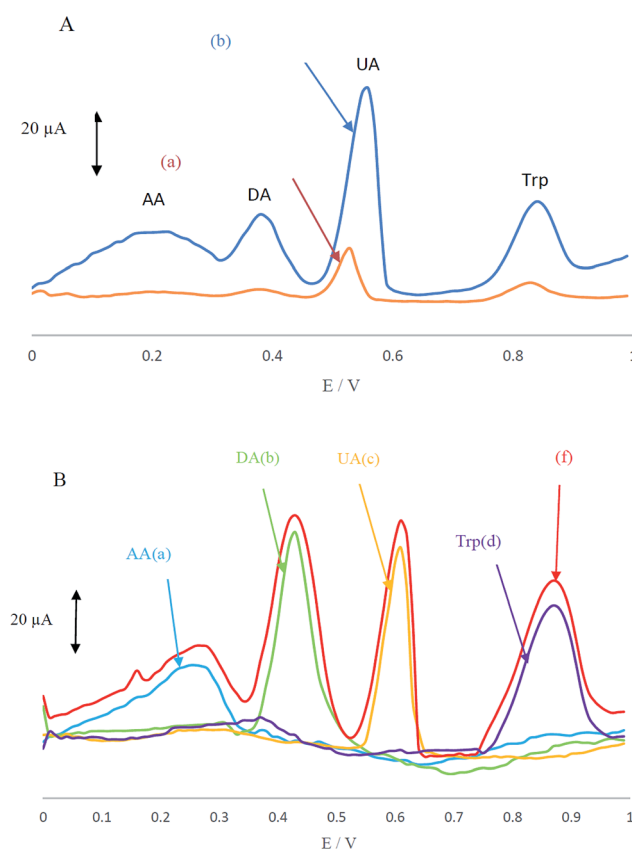 A
(b)
UA
20 µA
(a)
AA
DA
Trp
0 0.2 0.4 0.6 0.8 1
E / V
DA(b)
UA(c)
(f)
B
AA(a)
Trp(d)
20 µA
0 0.1 0.2 0.3 0.4 0.5 0.6 0.7 0.8 0.9 1
E / V